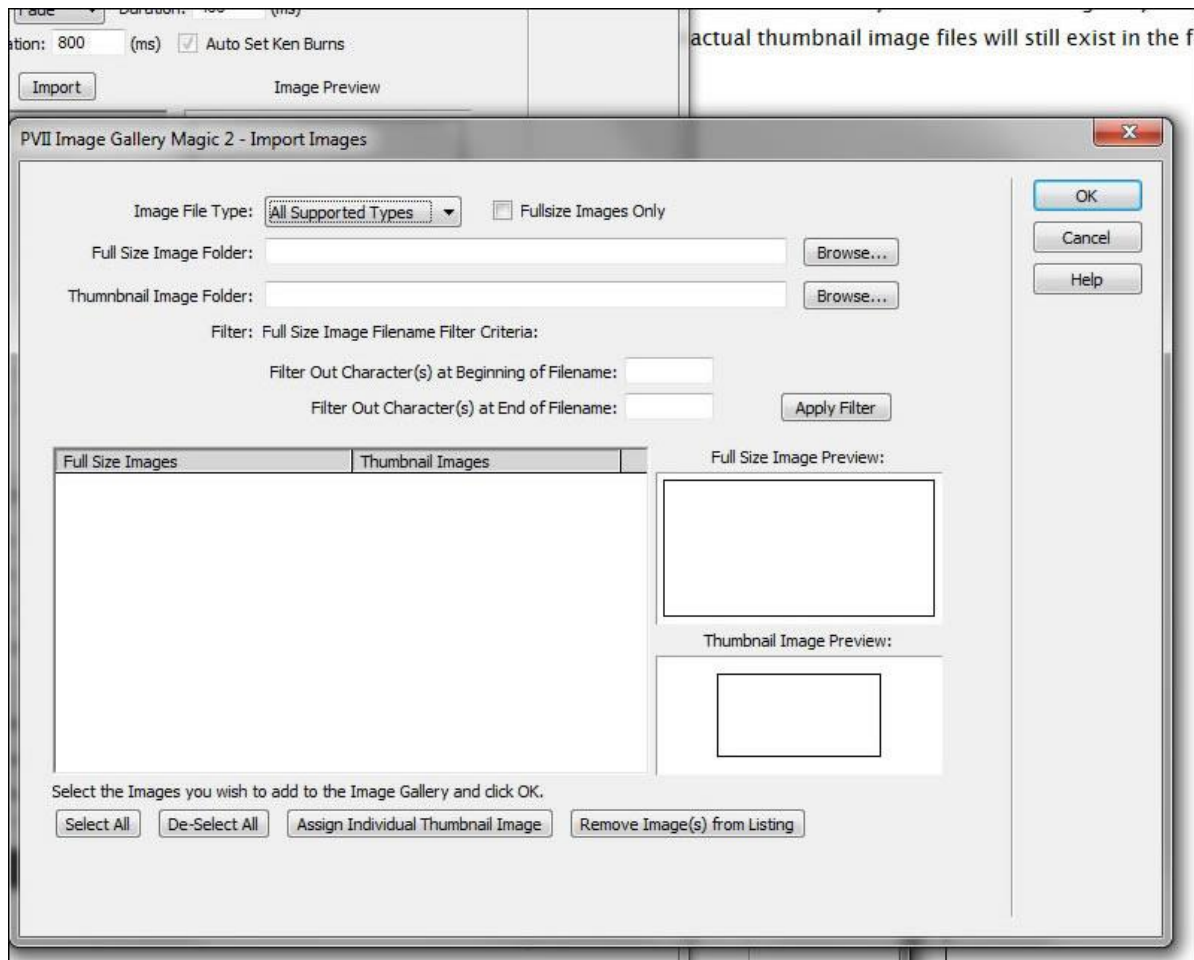 Fade Duration: (ms)
ation: 800 (ms) Auto Set Ken Burns
actual thumbnail image files will still exist in the f
Import Image Preview
PVII Image Gallery Magic 2 - Import Images
Image File Type: All Supported Types Fullsize Images Only
OK
Full Size Image Folder: Browse...
Cancel
Thumnbnail Image Folder: Browse...
Help
Filter: Full Size Image Filename Filter Criteria:
Filter Out Character(s) at Beginning of Filename:
Filter Out Character(s) at End of Filename: Apply Filter
Full Size Images Thumbnail Images
Full Size Image Preview:
Thumbnail Image Preview:
Select the Images you wish to add to the Image Gallery and click OK.
Select All De-Select All Assign Individual Thumbnail Image Remove Image(s) from Listing